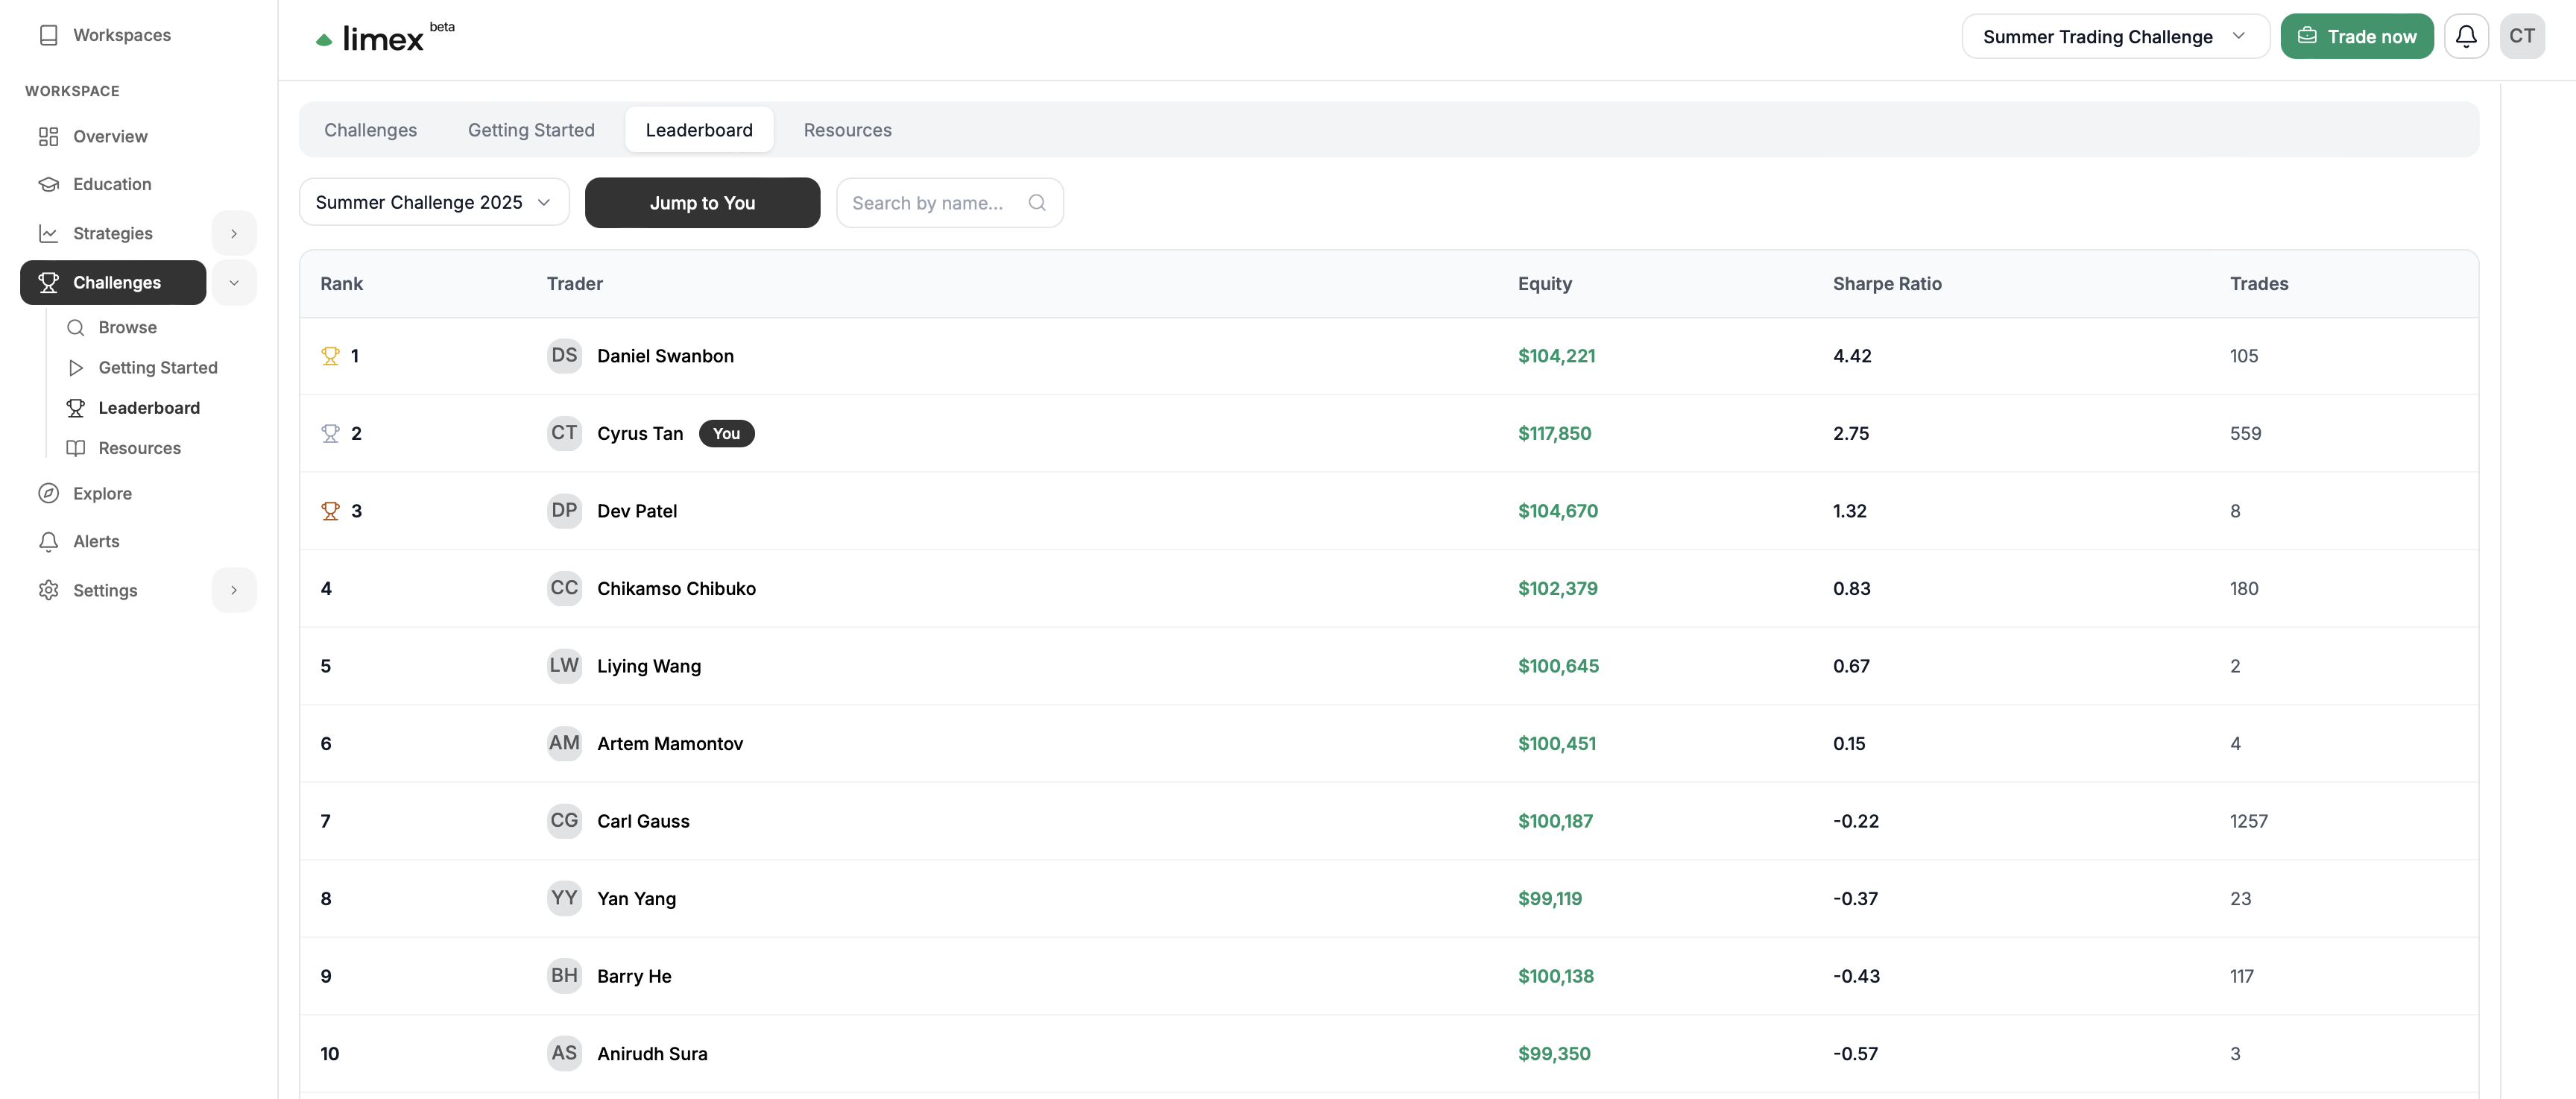 Workspaces
WORKSPACE
Overview
Education
Strategies
Challenges
Browse
Getting Started
Leaderboard
Resources
Explore
Alerts
Settings
limex beta
Summer Trading Challenge
Trade now
CT
Challenges Getting Started Leaderboard Resources
Summer Challenge 2025 Jump to You Search by name...
Rank Trader Equity Sharpe Ratio Trades
1 DS Daniel Swanbon $104,221 4.42 105
2 CT Cyrus Tan You $117,850 2.75 559
3 DP Dev Patel $104,670 1.32 8
4 CC Chikamso Chibuko $102,379 0.83 180
5 LW Liying Wang $100,645 0.67 2
6 AM Artem Mamontov $100,451 0.15 4
7 CG Carl Gauss $100,187 -0.22 1257
8 YY Yan Yang $99,119 -0.37 23
9 BH Barry He $100,138 -0.43 117
10 AS Anirudh Sura $99,350 -0.57 3